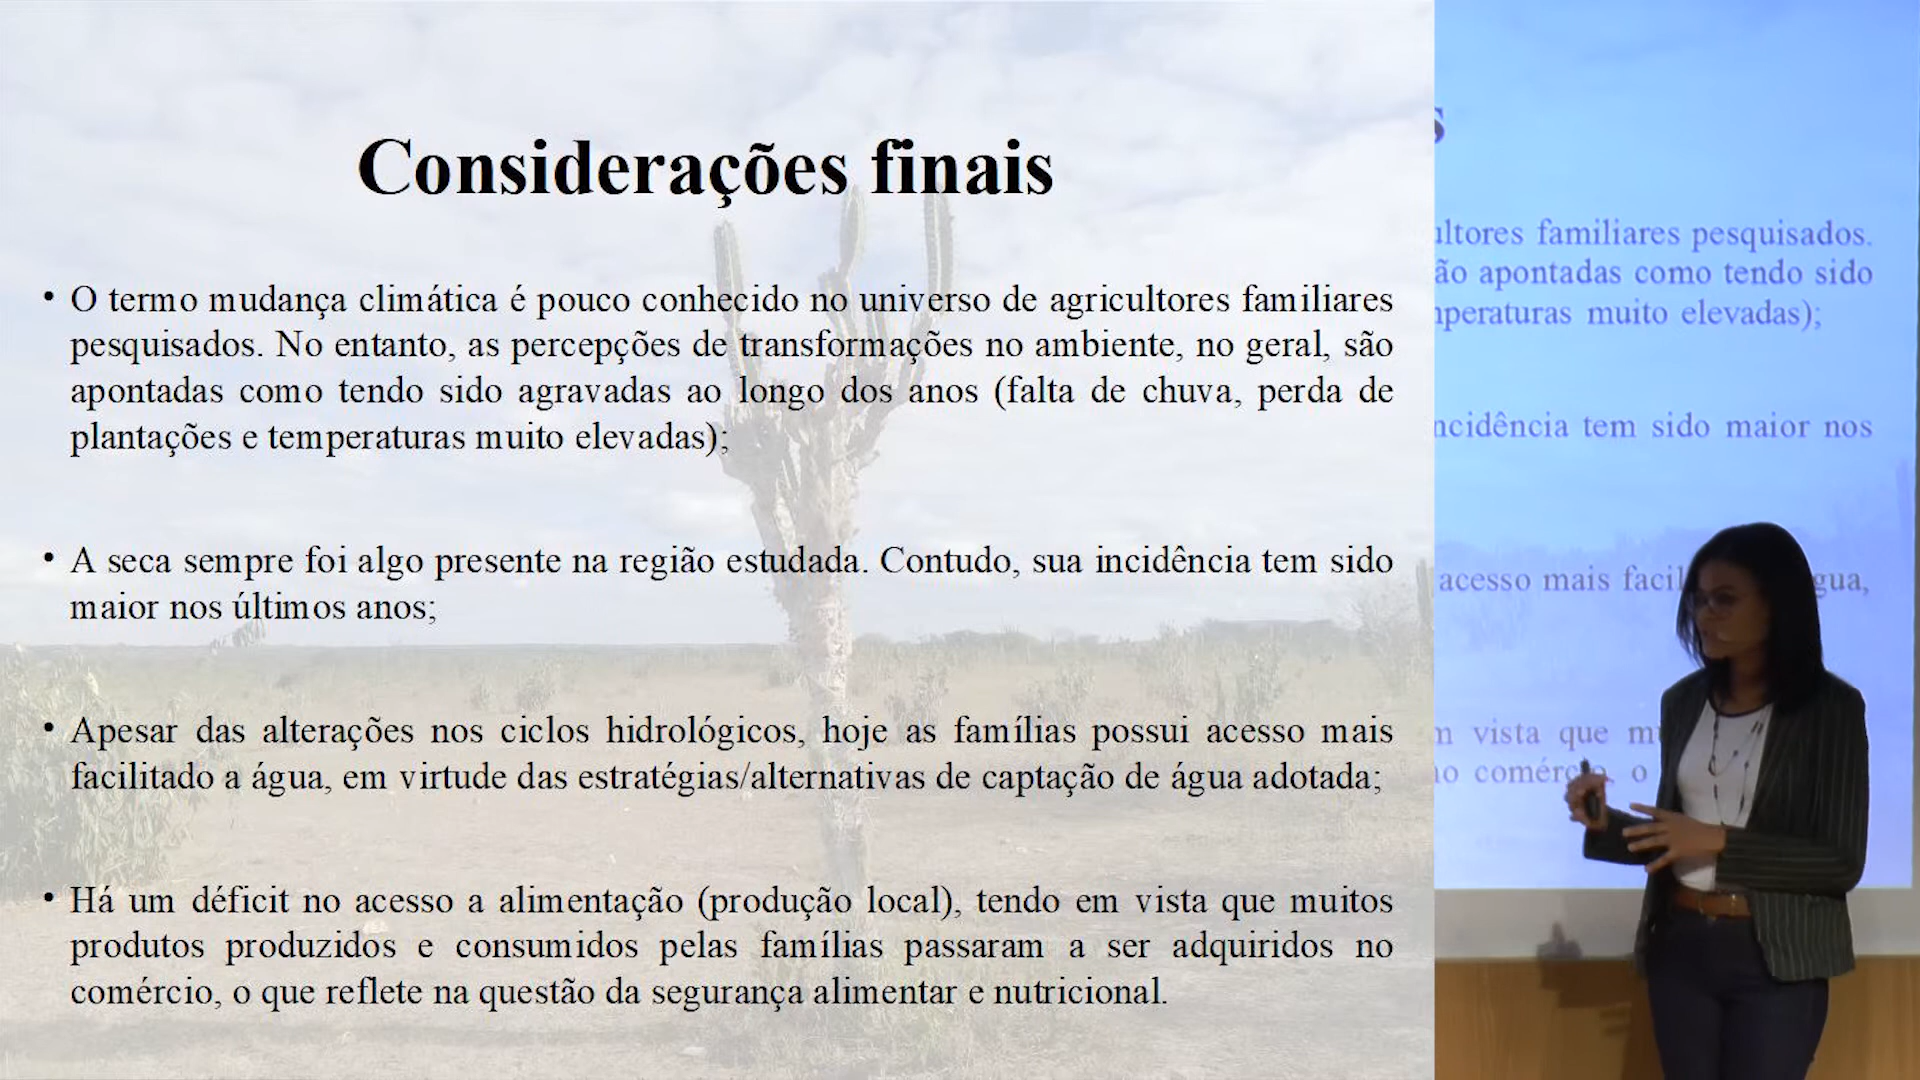 Considerações finais
• O termo mudança climática é pouco conhecido no universo de agricultores familiares
pesquisados. No entanto, as percepções de transformações no ambiente, no geral, são
apontadas como tendo sido agravadas ao longo dos anos (falta de chuva, perda de
plantações e temperaturas muito elevadas);
• A seca sempre foi algo presente na região estudada. Contudo, sua incidência tem sido
maior nos últimos anos;
• Apesar das alterações nos ciclos hidrológicos, hoje as famílias possui acesso mais
facilitado a água, em virtude das estratégias/alternativas de captação de água adotada;
• Há um déficit no acesso a alimentação (produção local), tendo em vista que muitos
produtos produzidos e consumidos pelas famílias passaram a ser adquiridos no
comércio, o que reflete na questão da segurança alimentar e nutricional.
s
ultores familiares pesquisados.
ão apontadas como tendo sido
nperaturas muito elevadas);
ncidência tem sido maior nos
acesso mais facil gua,
m vista que mu
no comércio, o